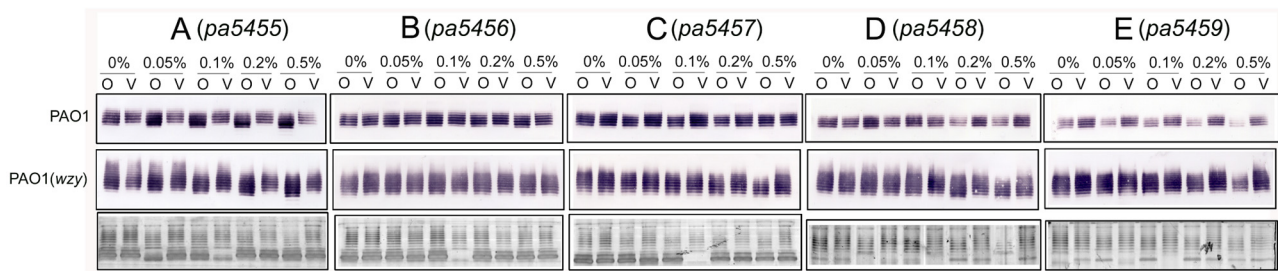 A (pa5455) B (pa5456) C (pa5457) D (pa5458) E (pa5459)
0% 0.05% 0.1% 0.2% 0.5% 0% 0.05% 0.1% 0.2% 0.5% 0% 0.05% 0.1% 0.2% 0.5% 0% 0.05% 0.1% 0.2% 0.5% 0% 0.05% 0.1% 0.2% 0.5%
O V O V O V O V O V O V O V O V O V O V O V O V O V O V O V O V O V O V O V O V O V O V O V O V O V
PAO1
PAO1(wzy)